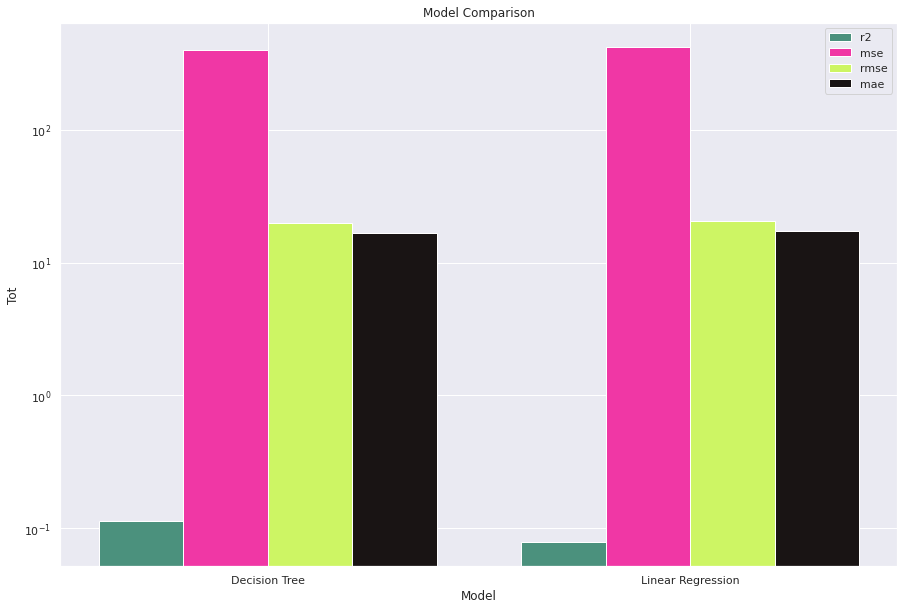 Model Comparison
r2
mse
rmse
mae
10²
10¹
10⁰
10⁻¹
Tot
Decision Tree
Linear Regression
Model